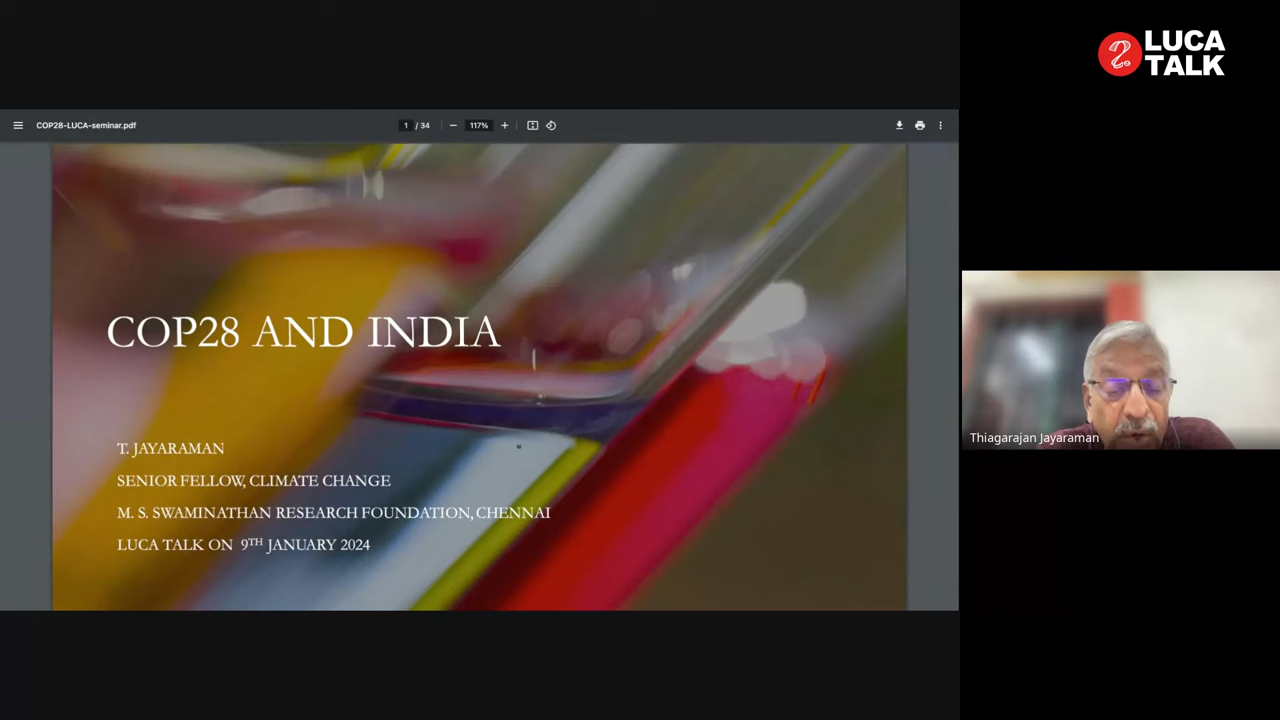 LUCA
TALK
COP28-LUCA-seminar.pdf
1 / 34
117%
COP28 AND INDIA
T. JAYARAMAN
SENIOR FELLOW, CLIMATE CHANGE
M. S. SWAMINATHAN RESEARCH FOUNDATION, CHENNAI
LUCA TALK ON 9TH JANUARY 2024
Thiagarajan Jayaraman